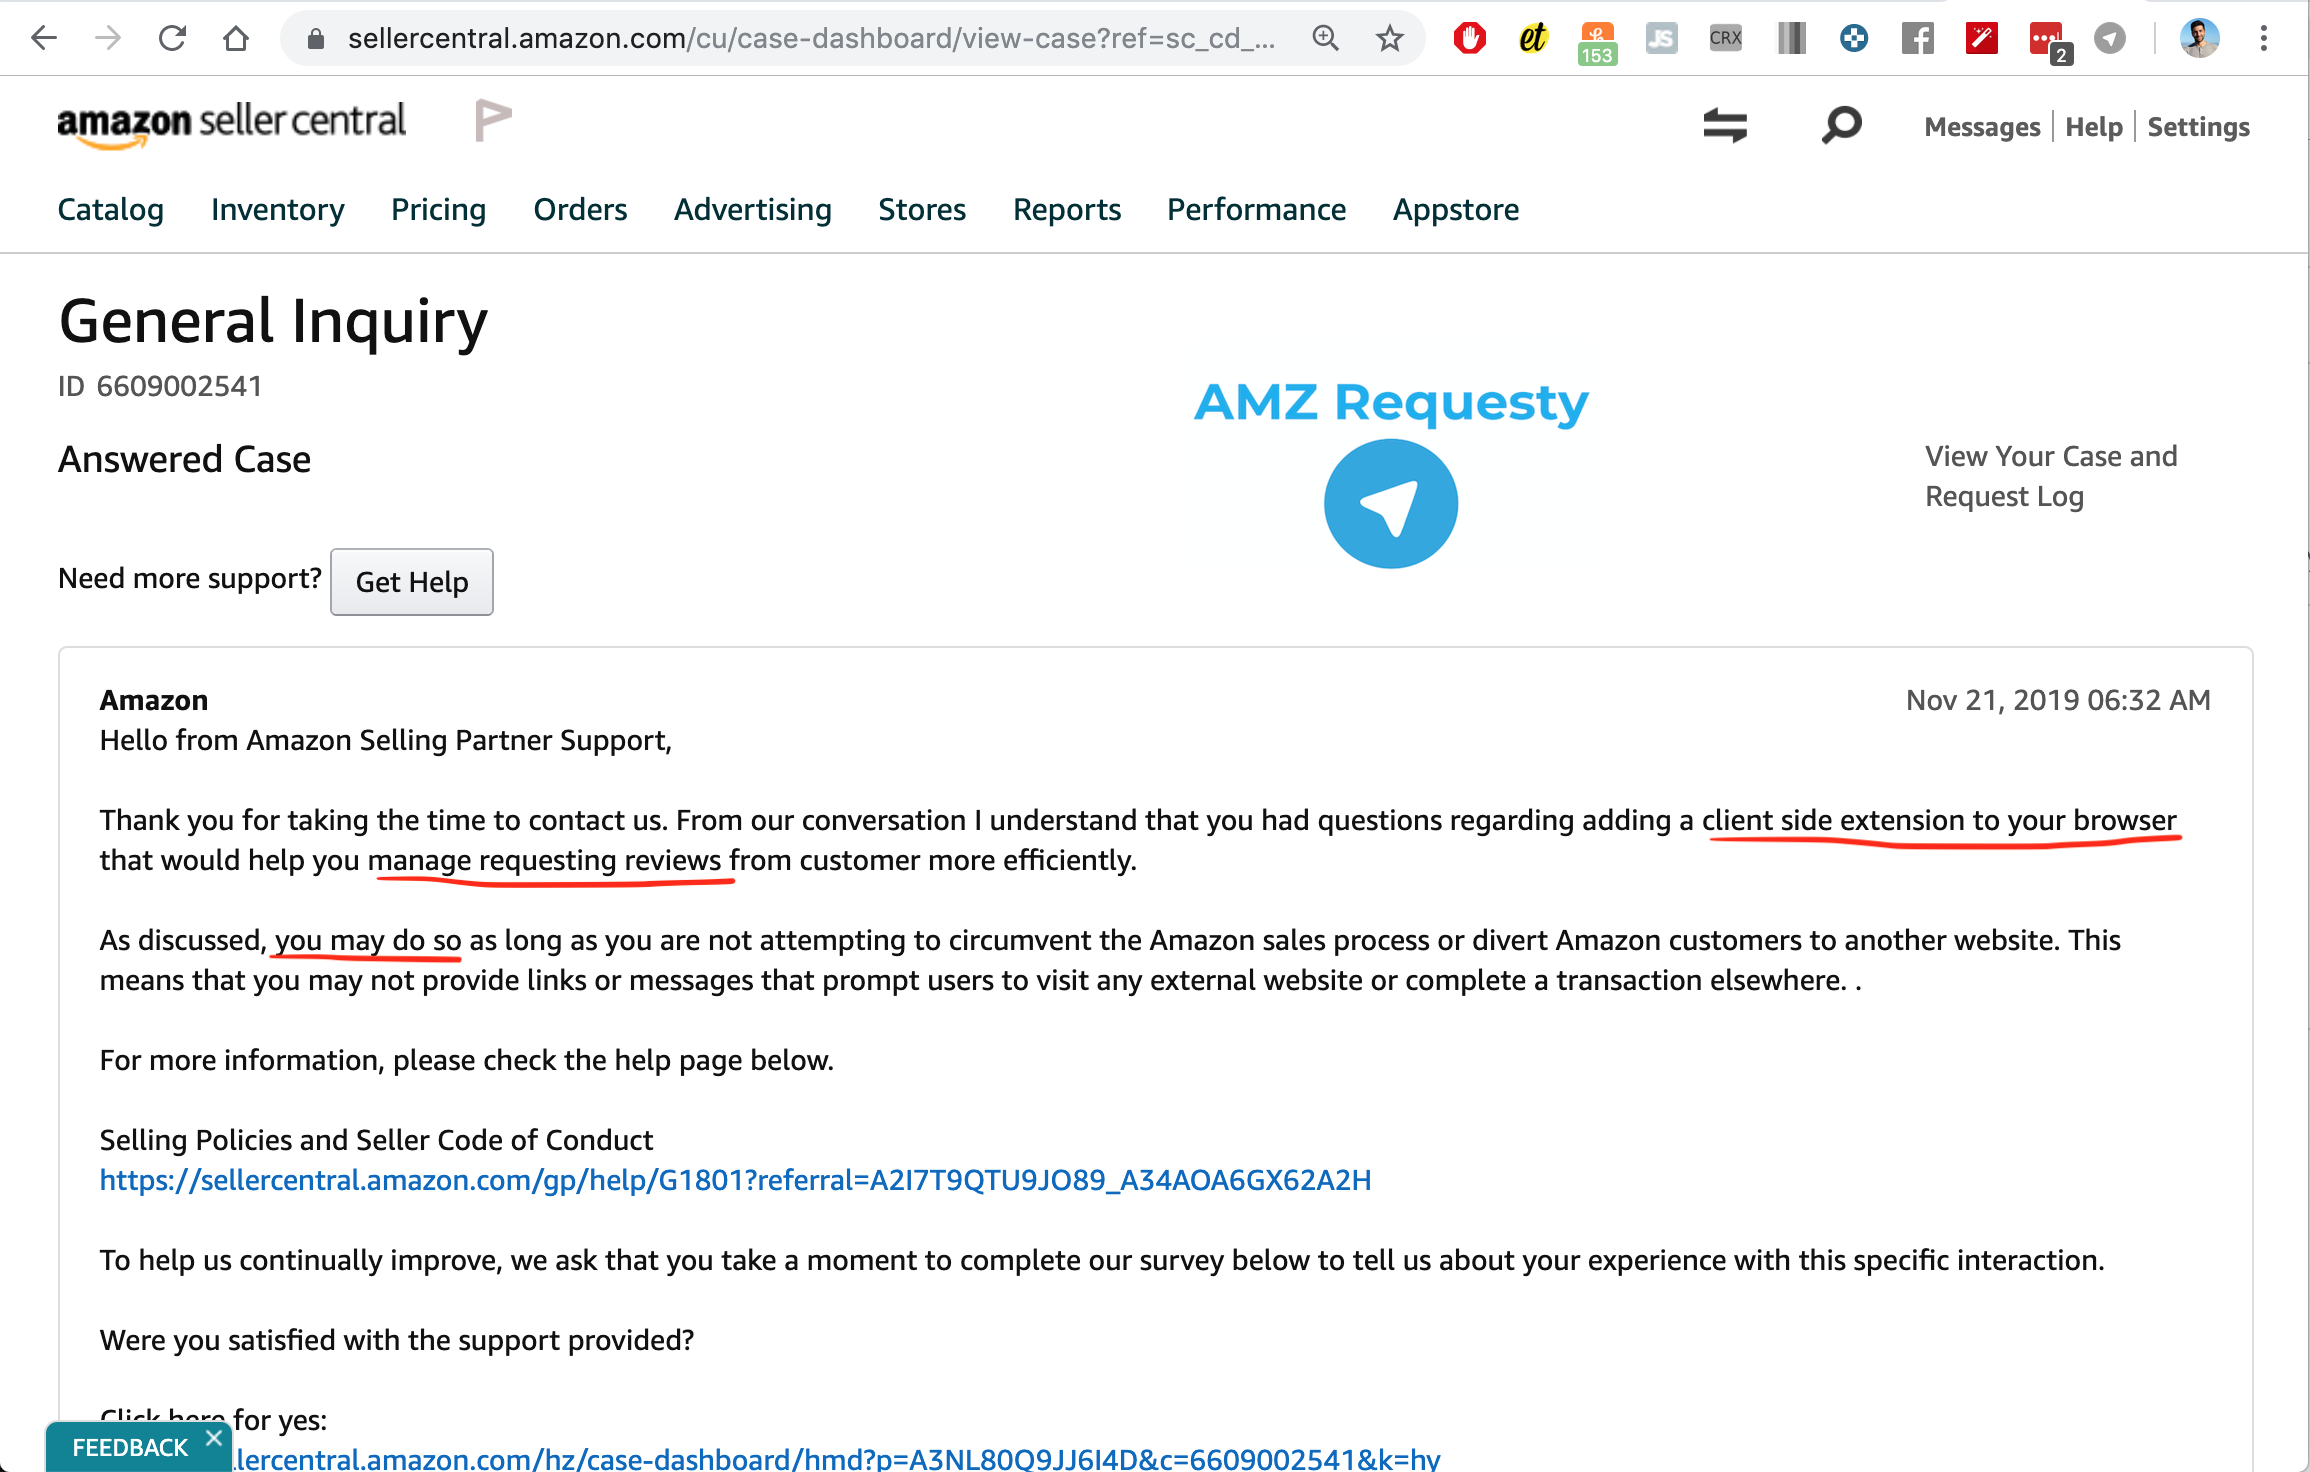 sellercentral.amazon.com/cu/case-dashboard/view-case?ref=sc_cd_...
et
153
JS
CRX
2
amazon seller central
Messages | Help | Settings
Catalog Inventory Pricing Orders Advertising Stores Reports Performance Appstore
General Inquiry
ID 6609002541
AMZ Requesty
Answered Case
View Your Case and
Request Log
Need more support? Get Help
Amazon
Nov 21, 2019 06:32 AM
Hello from Amazon Selling Partner Support,
Thank you for taking the time to contact us. From our conversation I understand that you had questions regarding adding a client side extension to your browser
that would help you manage requesting reviews from customer more efficiently.
As discussed, you may do so as long as you are not attempting to circumvent the Amazon sales process or divert Amazon customers to another website. This
means that you may not provide links or messages that prompt users to visit any external website or complete a transaction elsewhere. .
For more information, please check the help page below.
Selling Policies and Seller Code of Conduct
https://sellercentral.amazon.com/gp/help/G1801?referral=A2I7T9QTU9JO89_A34AOA6GX62A2H
To help us continually improve, we ask that you take a moment to complete our survey below to tell us about your experience with this specific interaction.
Were you satisfied with the support provided?
Click here for yes:
FEEDBACK
llercentral.amazon.com/hz/case-dashboard/hmd?p=A3NL80Q9JJ6I4D&c=6609002541&k=hy